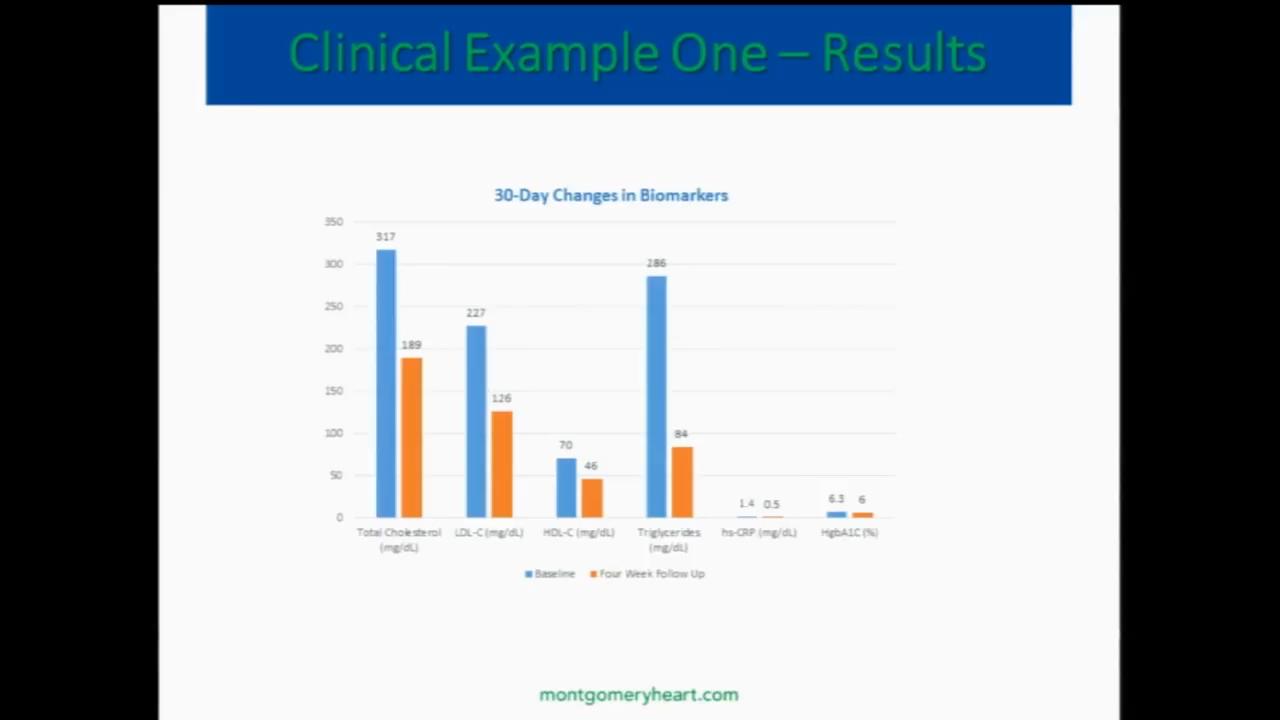 Clinical Example One – Results
30-Day Changes in Biomarkers
350
300
250
200
150
100
50
0
317
189
227
126
70
46
286
84
1.4
0.5
6.3
6
Total Cholesterol
(mg/dL)
LDL-C (mg/dL)
HDL-C (mg/dL)
Triglycerides
(mg/dL)
hs-CRP (mg/dL)
HgbA1C (%)
Baseline
Four Week Follow Up
montgomeryheart.com